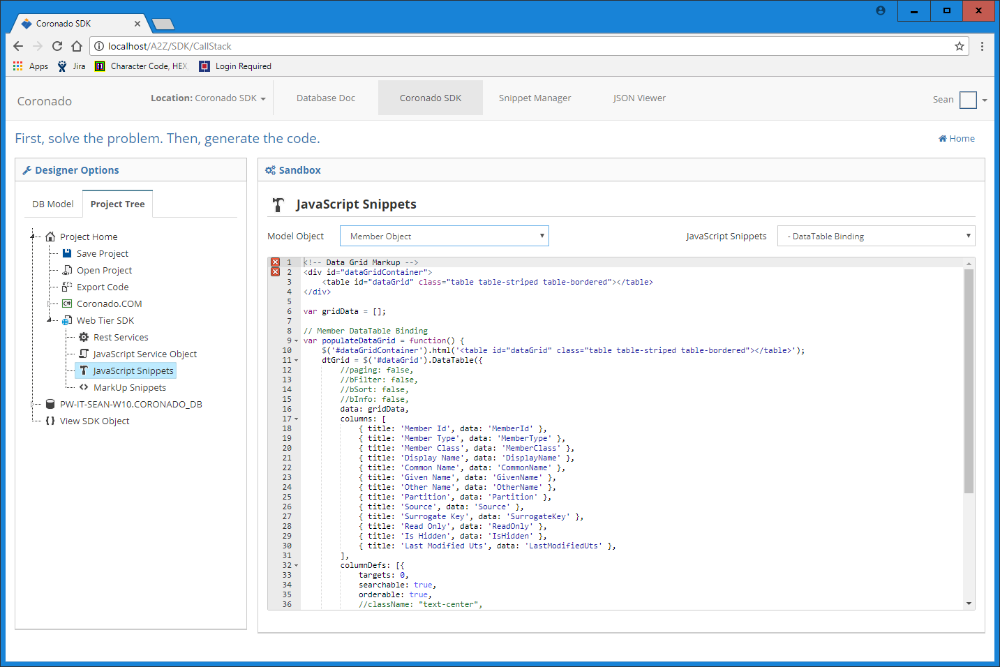 Coronado SDK
localhost/A2Z/SDK/CallStack
Apps Jira Character Code, HEX, Login Required
Coronado Location: Coronado SDK Database Doc Coronado SDK Snippet Manager JSON Viewer Sean
First, solve the problem. Then, generate the code. Home
Designer Options
DB Model Project Tree
Project Home
Save Project
Open Project
Export Code
C# Coronado.COM
Web Tier SDK
Rest Services
JavaScript Service Object
JavaScript Snippets
MarkUp Snippets
PW-IT-SEAN-W10.CORONADO_DB
View SDK Object
Sandbox
JavaScript Snippets
Model Object Member Object JavaScript Snippets - DataTable Binding
1 <!-- Data Grid Markup -->
2 <div id="dataGridContainer">
3 <table id="dataGrid" class="table table-striped table-bordered"></table>
4 </div>
5
6 var gridData = [];
7
8 // Member DataTable Binding
9 var populateDataGrid = function() {
10 $('#dataGridContainer').html('<table id="dataGrid" class="table table-striped table-bordered"></table>');
11 dtGrid = $('#dataGrid').DataTable({
12 //paging: false,
13 //bFilter: false,
14 //bSort: false,
15 //bInfo: false,
16 data: gridData,
17 columns: [
18 { title: 'Member Id', data: 'MemberId' },
19 { title: 'Member Type', data: 'MemberType' },
20 { title: 'Member Class', data: 'MemberClass' },
21 { title: 'Display Name', data: 'DisplayName' },
22 { title: 'Common Name', data: 'CommonName' },
23 { title: 'Given Name', data: 'GivenName' },
24 { title: 'Other Name', data: 'OtherName' },
25 { title: 'Partition', data: 'Partition' },
26 { title: 'Source', data: 'Source' },
27 { title: 'Surrogate Key', data: 'SurrogateKey' },
28 { title: 'Read Only', data: 'ReadOnly' },
29 { title: 'Is Hidden', data: 'IsHidden' },
30 { title: 'Last Modified Uts', data: 'LastModifiedUts' },
31 ],
32 columnDefs: [{
33 targets: 0,
34 searchable: true,
35 orderable: true,
36 //className: "text-center",